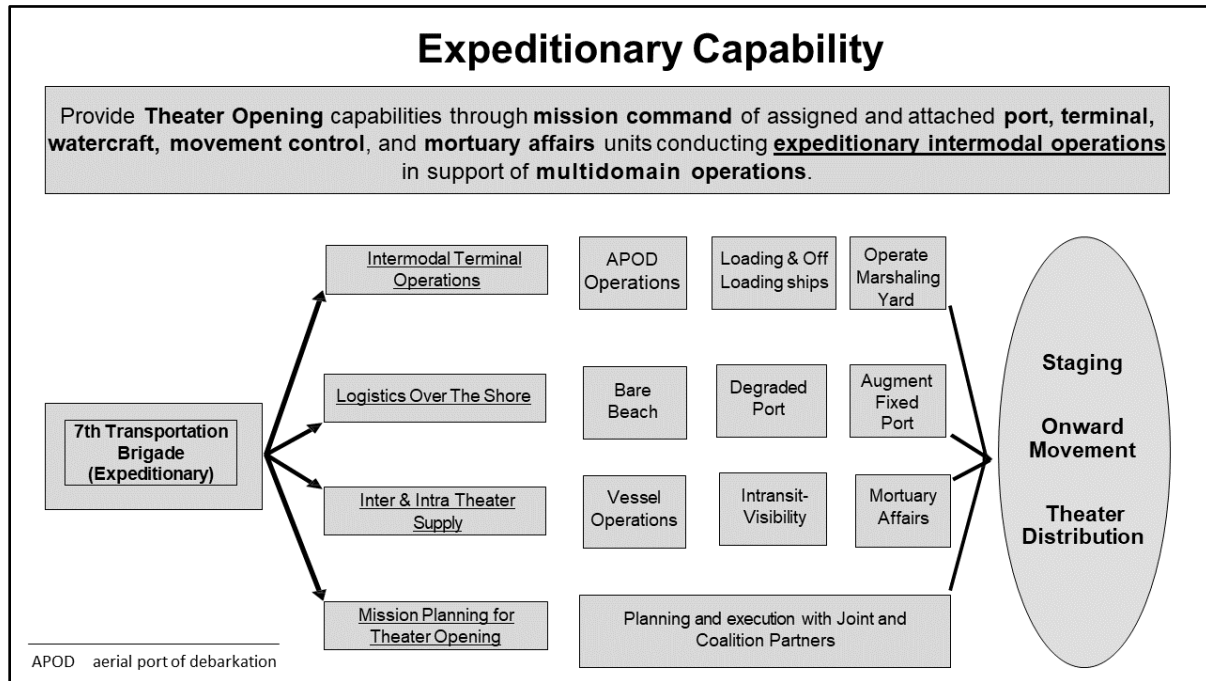 Expeditionary Capability
Provide Theater Opening capabilities through mission command of assigned and attached port, terminal,
watercraft, movement control, and mortuary affairs units conducting expeditionary intermodal operations
in support of multidomain operations.
7th Transportation
Brigade
(Expeditionary)
Intermodal Terminal
Operations
APOD
Operations
Loading & Off
Loading ships
Operate
Marshaling
Yard
Logistics Over The Shore
Bare
Beach
Degraded
Port
Augment
Fixed
Port
Inter & Intra Theater
Supply
Vessel
Operations
Intransit-
Visibility
Mortuary
Affairs
Mission Planning for
Theater Opening
Planning and execution with Joint and
Coalition Partners
Staging
Onward
Movement
Theater
Distribution
APOD aerial port of debarkation